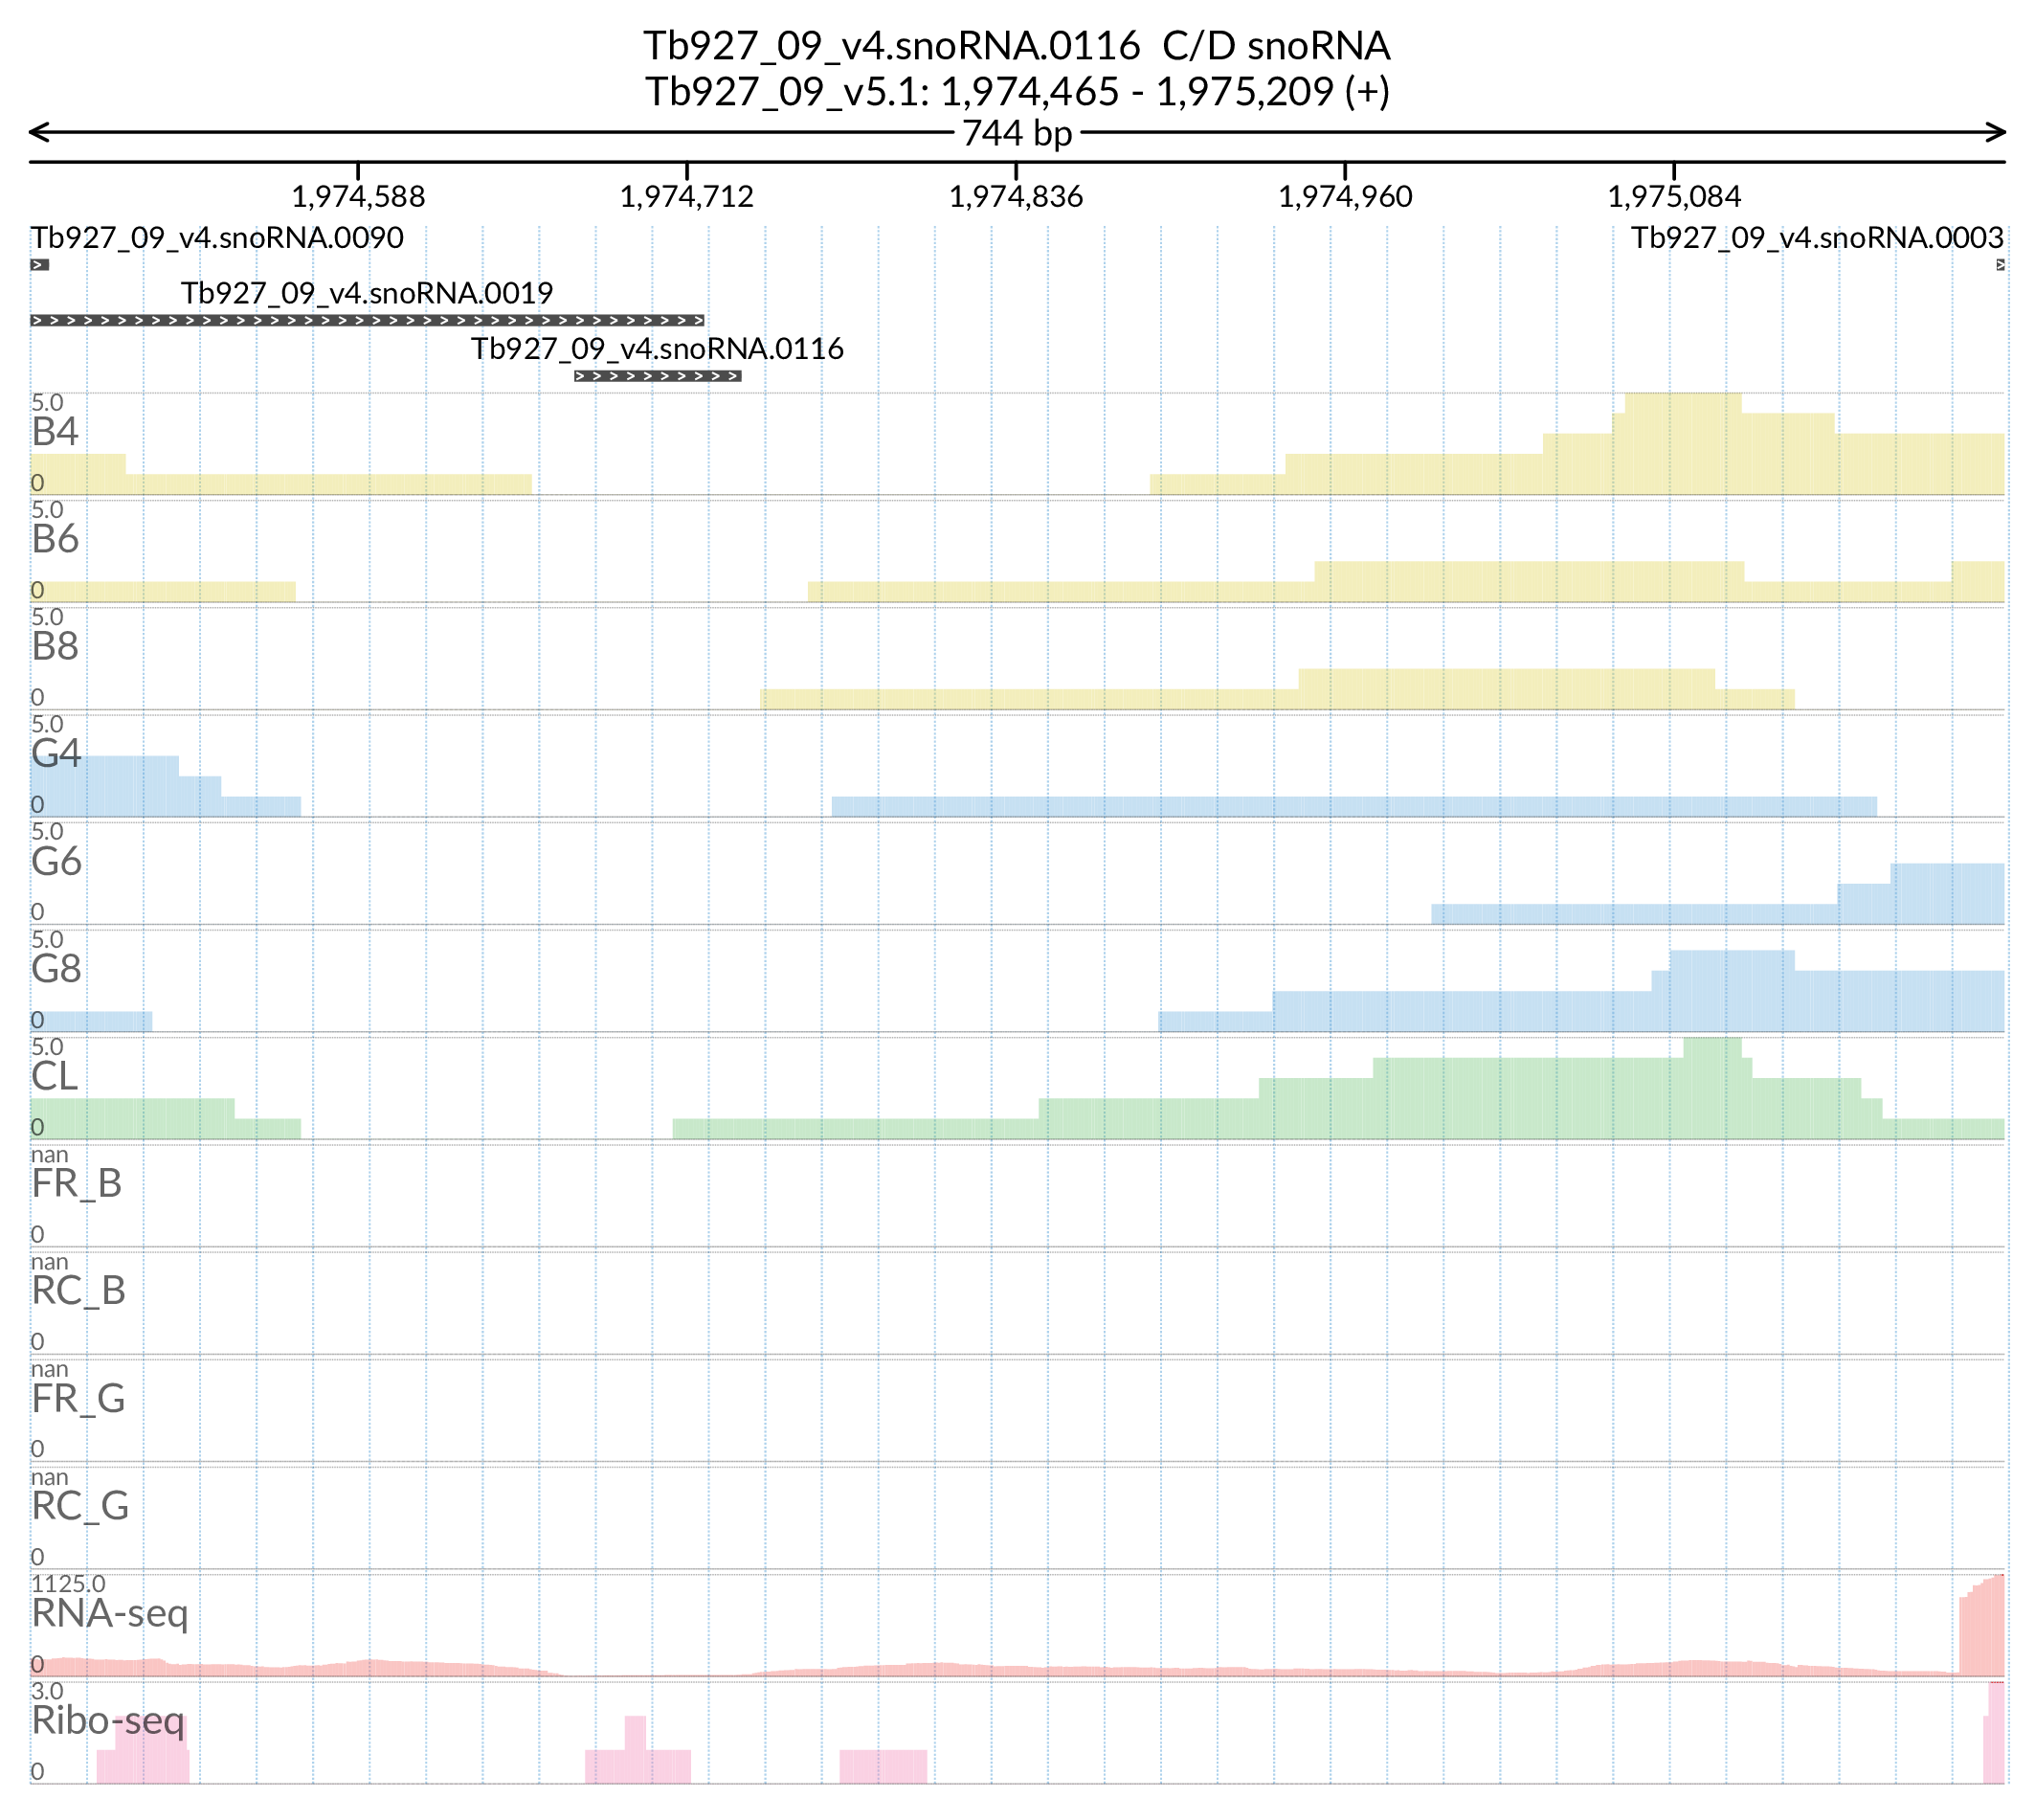 Tb927_09_v4.snoRNA.0116 C/D snoRNA
Tb927_09_v5.1: 1,974,465 - 1,975,209 (+)
744 bp
1,974,588 1,974,712 1,974,836 1,974,960 1,975,084
Tb927_09_v4.snoRNA.0090 Tb927_09_v4.snoRNA.0003
Tb927_09_v4.snoRNA.0019
Tb927_09_v4.snoRNA.0116
5.0
B4
0
5.0
B6
0
5.0
B8
0
5.0
G4
0
5.0
G6
0
5.0
G8
0
5.0
CL
0
nan
FR_B
0
nan
RC_B
0
nan
FR_G
0
nan
RC_G
0
1125.0
RNA-seq
0
3.0
Ribo-seq
0